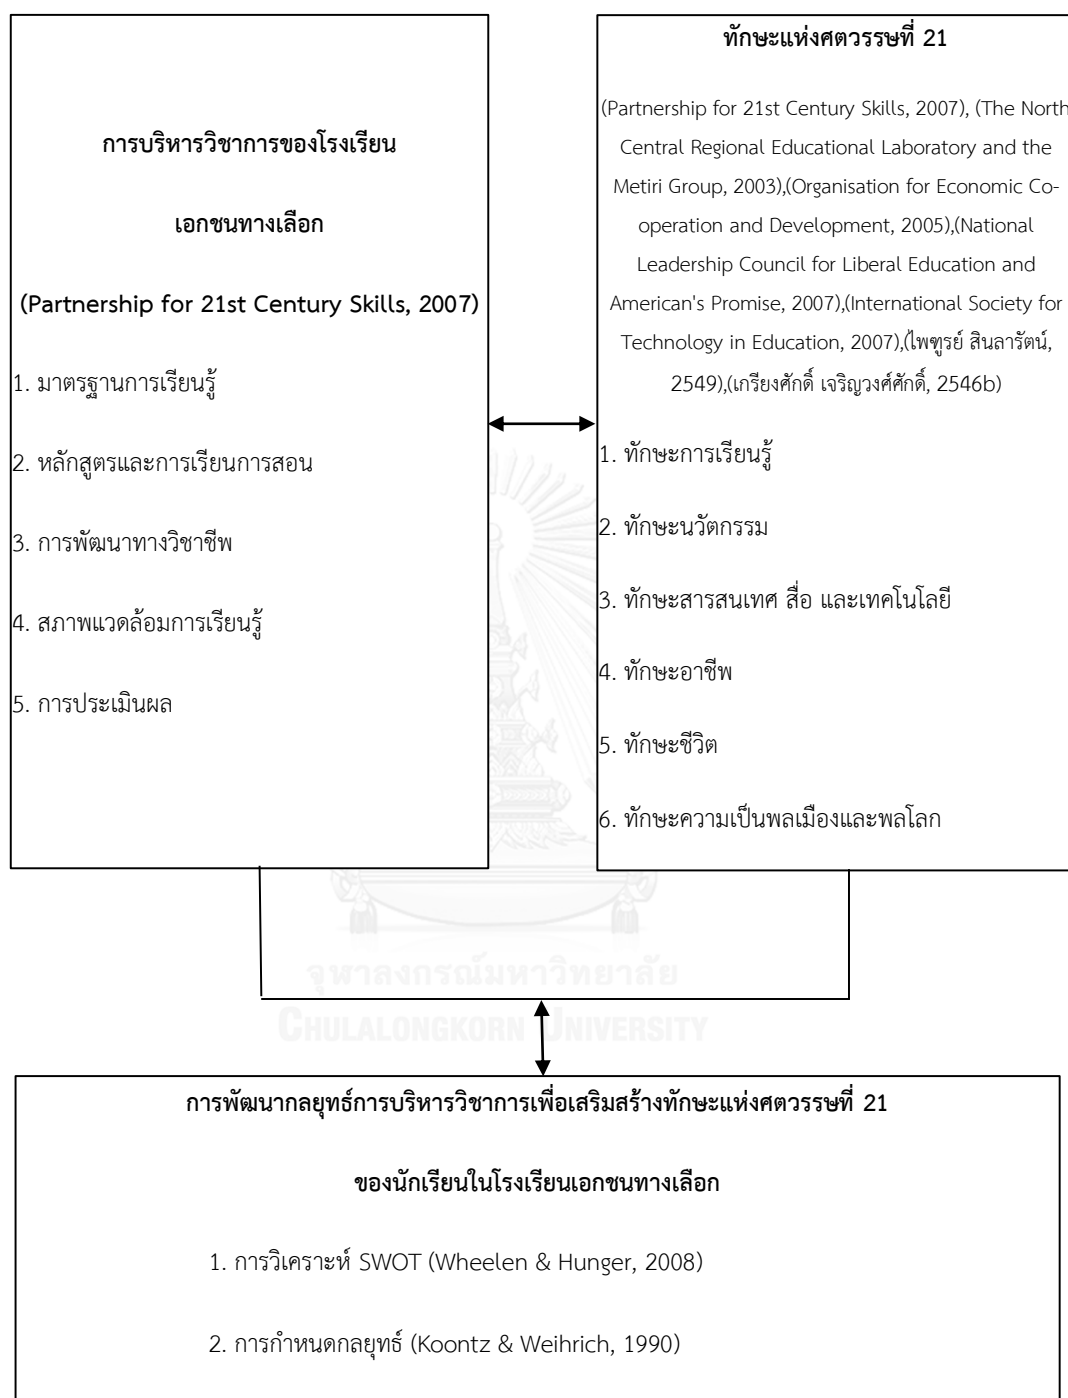 การบริหารวิชาการของโรงเรียน
เอกชนทางเลือก
(Partnership for 21st Century Skills, 2007)
1. มาตรฐานการเรียนรู้
2. หลักสูตรและการเรียนการสอน
3. การพัฒนาทางวิชาชีพ
4. สภาพแวดล้อมการเรียนรู้
5. การประเมินผล
ทักษะแห่งศตวรรษที่ 21
(Partnership for 21st Century Skills, 2007), (The North
Central Regional Educational Laboratory and the
Metiri Group, 2003),(Organisation for Economic Co-
operation and Development, 2005),(National
Leadership Council for Liberal Education and
American's Promise, 2007),(International Society for
Technology in Education, 2007),(ไพฑูรย์ สินลารัตน์,
2549),(เกรียงศักดิ์ เจริญวงศ์ศักดิ์, 2546b)
1. ทักษะการเรียนรู้
2. ทักษะนวัตกรรม
3. ทักษะสารสนเทศ สื่อ และเทคโนโลยี
4. ทักษะอาชีพ
5. ทักษะชีวิต
6. ทักษะความเป็นพลเมืองและพลโลก
จุฬาลงกรณ์มหาวิทยาลัย
CHULALONGKORN UNIVERSITY
การพัฒนากลยุทธ์การบริหารวิชาการเพื่อเสริมสร้างทักษะแห่งศตวรรษที่ 21
ของนักเรียนในโรงเรียนเอกชนทางเลือก
1. การวิเคราะห์ SWOT (Wheelen & Hunger, 2008)
2. การกำหนดกลยุทธ์ (Koontz & Weihrich, 1990)